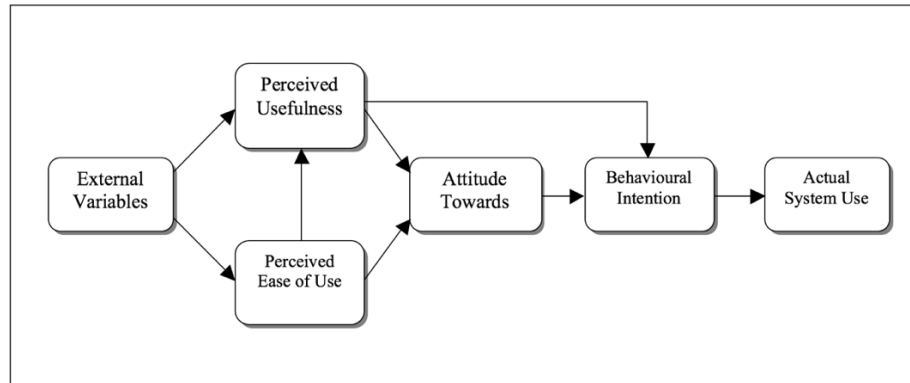 Perceived
Usefulness
External
Variables
Attitude
Towards
Behavioural
Intention
Actual
System Use
Perceived
Ease of Use